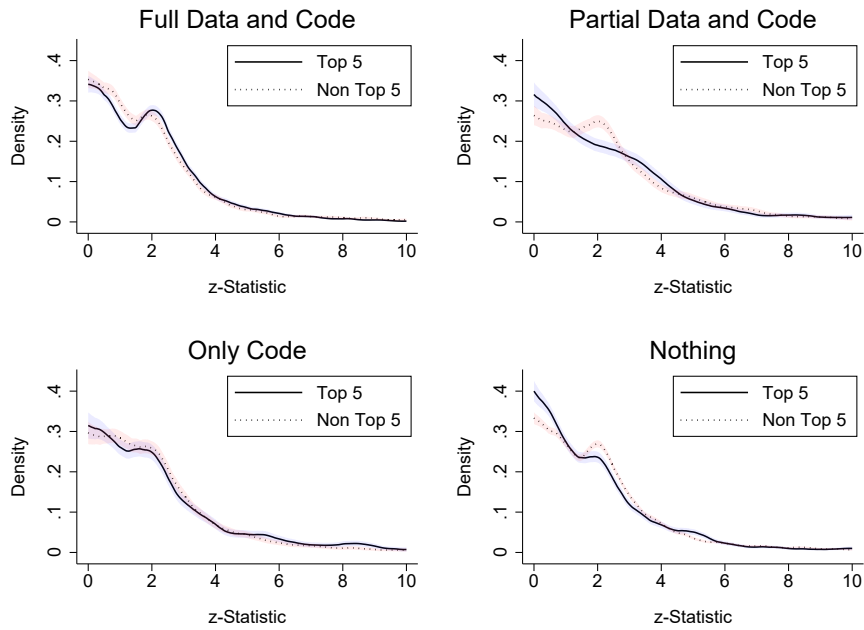 Full Data and Code
Top 5
Non Top 5
Density
0 .1 .2 .3 .4
0 2 4 6 8 10
z-Statistic
Partial Data and Code
Top 5
Non Top 5
Density
0 .1 .2 .3 .4
0 2 4 6 8 10
z-Statistic
Only Code
Top 5
Non Top 5
Density
0 .1 .2 .3 .4
0 2 4 6 8 10
z-Statistic
Nothing
Top 5
Non Top 5
Density
0 .1 .2 .3 .4
0 2 4 6 8 10
z-Statistic